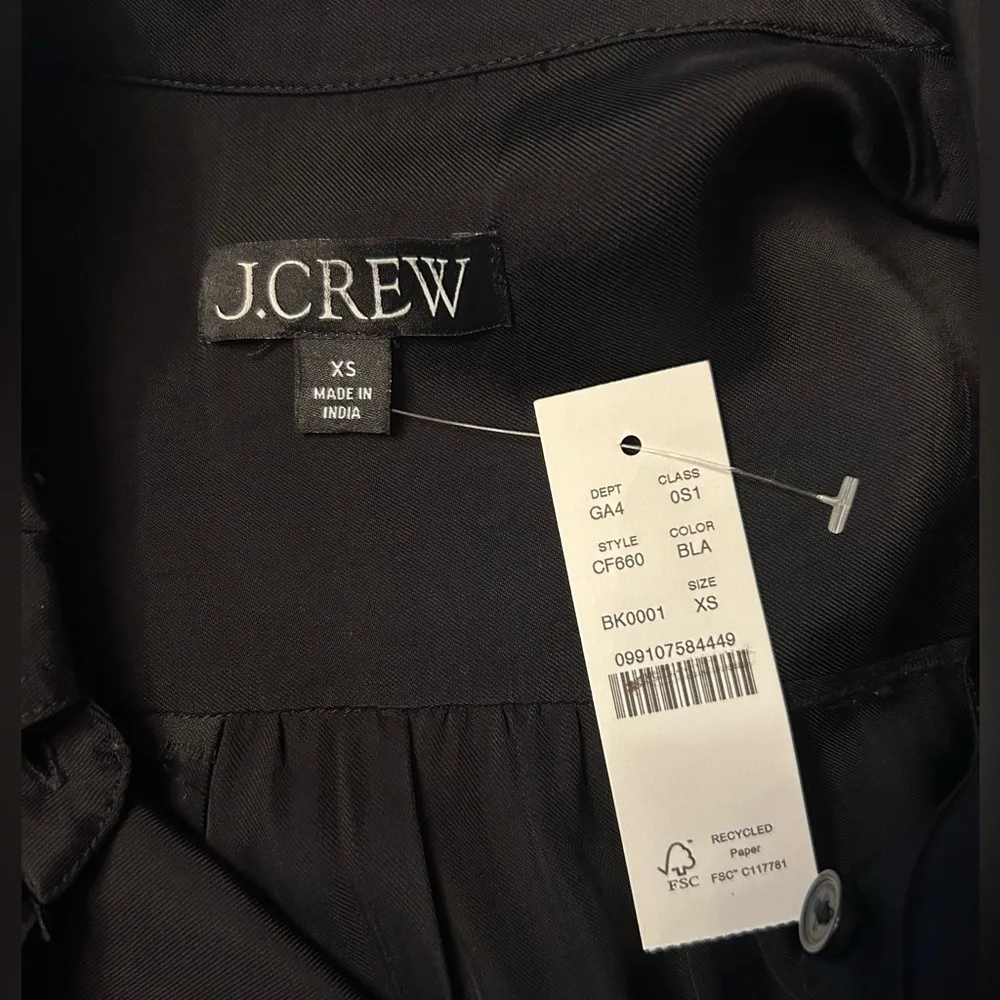 J.CREW
XS
MADE IN
INDIA
DEPT CLASS
GA4 0S1
STYLE COLOR
CF660 BLA
SIZE
BK0001 XS
099107584449
RECYCLED
Paper
FSC FSC™ C117781